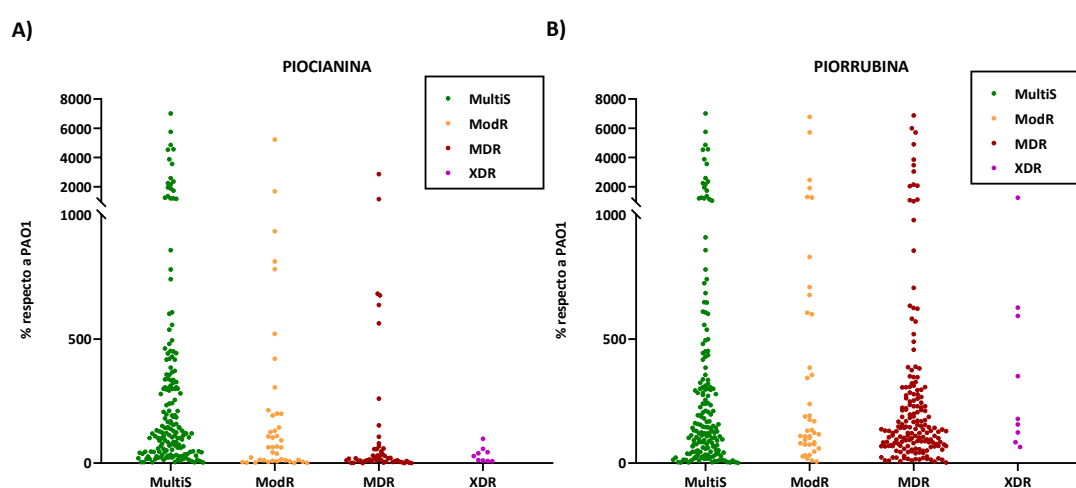 A)
PIOCIANINA
MultiS
ModR
MDR
XDR
8000
6000
4000
2000
1000
500
0
% respecto a PAO1
MultiS ModR MDR XDR
B)
PIORRUBINA
MultiS
ModR
MDR
XDR
8000
6000
4000
2000
1000
500
0
% respecto a PAO1
MultiS ModR MDR XDR